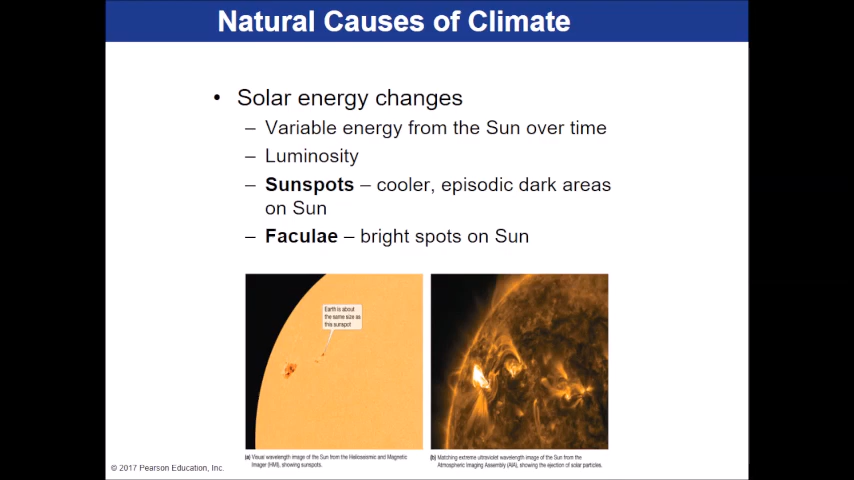 Natural Causes of Climate
• Solar energy changes
– Variable energy from the Sun over time
– Luminosity
– Sunspots – cooler, episodic dark areas
on Sun
– Faculae – bright spots on Sun
Earth is about
the same size as
this sunspot
(a) Visual wavelength image of the Sun from the Helioseismic and Magnetic
Imager (HMI), showing sunspots.
(b) Matching extreme ultraviolet wavelength image of the Sun from the
Atmospheric Imaging Assembly (AIA), showing the ejection of solar particles.
© 2017 Pearson Education, Inc.